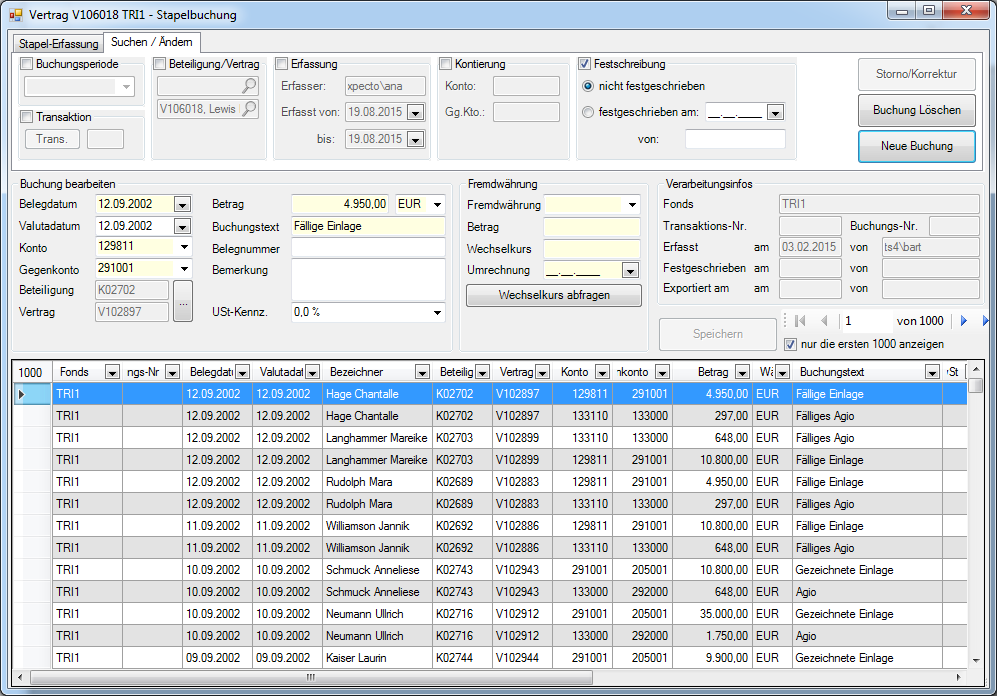 Vertrag V106018 TRI1 - Stapelbuchung
Stapel-Erfassung Suchen / Ändern
Buchungsperiode Beteiligung/Vertrag Erfassung Kontierung Festschreibung
Erfasser: xpecto\ana Konto: nicht festgeschrieben Storno/Korrektur
V106018, Lewis Erfasst von: 19.08.2015 Gg.Kto.: festgeschrieben am: __.__.____ Buchung Löschen
Transaktion
Trans. bis: 19.08.2015 von: Neue Buchung
Buchung bearbeiten Fremdwährung Verarbeitungsinfos
Belegdatum 12.09.2002 Betrag 4.950,00 EUR Fremdwährung Fonds TRI1
Valutadatum 12.09.2002 Buchungstext Fällige Einlage Betrag Transaktions-Nr. Buchungs-Nr.
Konto 129811 Belegnummer Wechselkurs Erfasst am 03.02.2015 von ts4\bart
Gegenkonto 291001 Bemerkung Umrechnung __.__.____ Festgeschrieben am von
Beteiligung K02702 Wechselkurs abfragen Exportiert am am von
Vertrag V102897 ... USt-Kennz. 0,0 %
1 von 1000
Speichern
nur die ersten 1000 anzeigen
1000 Fonds ngs-Nr Belegdatu Valutadat Bezeichner Beteilig Vertrag Konto nkonto Betrag Wä Buchungstext St
TRI1 12.09.2002 12.09.2002 Hage Chantalle K02702 V102897 129811 291001 4.950,00 EUR Fällige Einlage
TRI1 12.09.2002 12.09.2002 Hage Chantalle K02702 V102897 133110 133000 297,00 EUR Fälliges Agio
TRI1 12.09.2002 12.09.2002 Langhammer Mareike K02703 V102899 133110 133000 648,00 EUR Fälliges Agio
TRI1 12.09.2002 12.09.2002 Langhammer Mareike K02703 V102899 129811 291001 10.800,00 EUR Fällige Einlage
TRI1 12.09.2002 12.09.2002 Rudolph Mara K02689 V102883 129811 291001 4.950,00 EUR Fällige Einlage
TRI1 12.09.2002 12.09.2002 Rudolph Mara K02689 V102883 133110 133000 297,00 EUR Fälliges Agio
TRI1 11.09.2002 11.09.2002 Williamson Jannik K02692 V102886 129811 291001 10.800,00 EUR Fällige Einlage
TRI1 11.09.2002 11.09.2002 Williamson Jannik K02692 V102886 133110 133000 648,00 EUR Fälliges Agio
TRI1 10.09.2002 10.09.2002 Schmuck Anneliese K02743 V102943 291001 205001 10.800,00 EUR Gezeichnete Einlage
TRI1 10.09.2002 10.09.2002 Schmuck Anneliese K02743 V102943 133000 292000 648,00 EUR Agio
TRI1 10.09.2002 10.09.2002 Neumann Ullrich K02716 V102912 291001 205001 35.000,00 EUR Gezeichnete Einlage
TRI1 10.09.2002 10.09.2002 Neumann Ullrich K02716 V102912 133000 292000 1.750,00 EUR Agio
TRI1 09.09.2002 09.09.2002 Kaiser Laurin K02744 V102944 291001 205001 9.900,00 EUR Gezeichnete Einlage